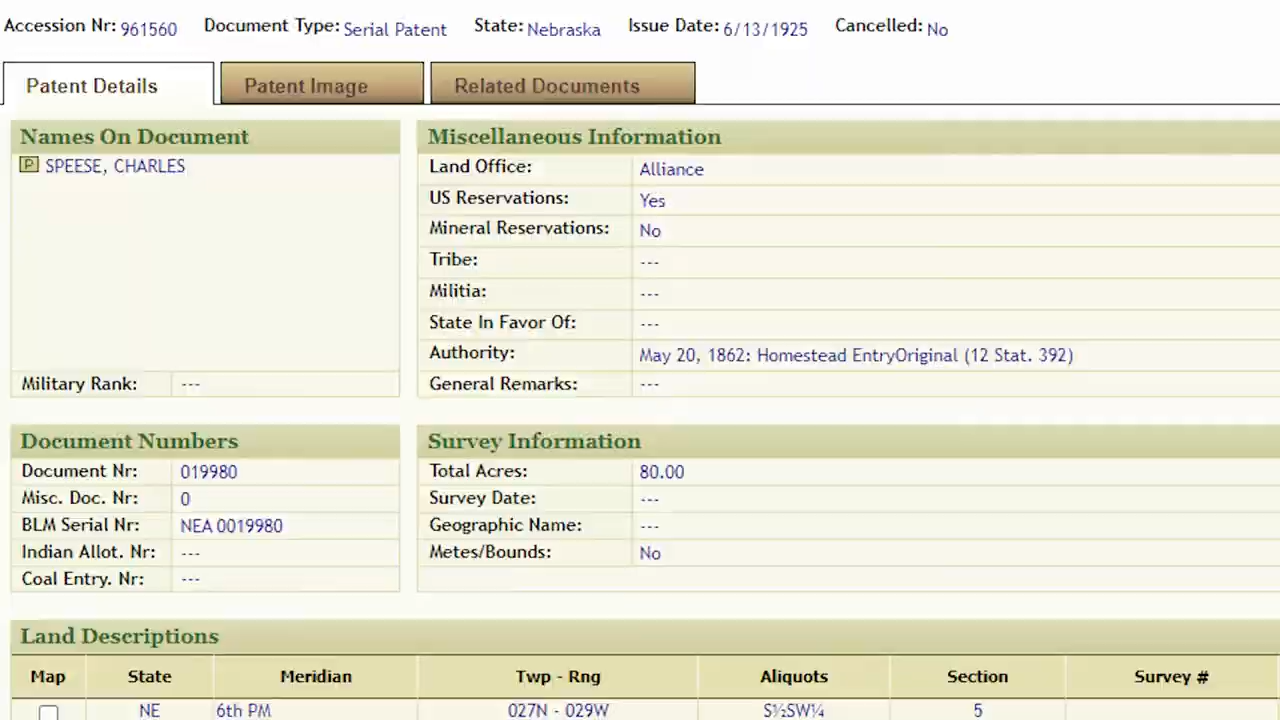 Accession Nr: 961560 Document Type: Serial Patent State: Nebraska Issue Date: 6/13/1925 Cancelled: No
Patent Details Patent Image Related Documents
Names On Document
P SPEESE, CHARLES
Military Rank: ---
Miscellaneous Information
Land Office: Alliance
US Reservations: Yes
Mineral Reservations: No
Tribe: ---
Militia: ---
State In Favor Of: ---
Authority: May 20, 1862: Homestead EntryOriginal (12 Stat. 392)
General Remarks: ---
Document Numbers
Document Nr: 019980
Misc. Doc. Nr: 0
BLM Serial Nr: NEA 0019980
Indian Allot. Nr: ---
Coal Entry. Nr: ---
Survey Information
Total Acres: 80.00
Survey Date: ---
Geographic Name: ---
Metes/Bounds: No
Land Descriptions
Map State Meridian Twp - Rng Aliquots Section Survey #
NE 6th PM 027N - 029W S½SW¼ 5